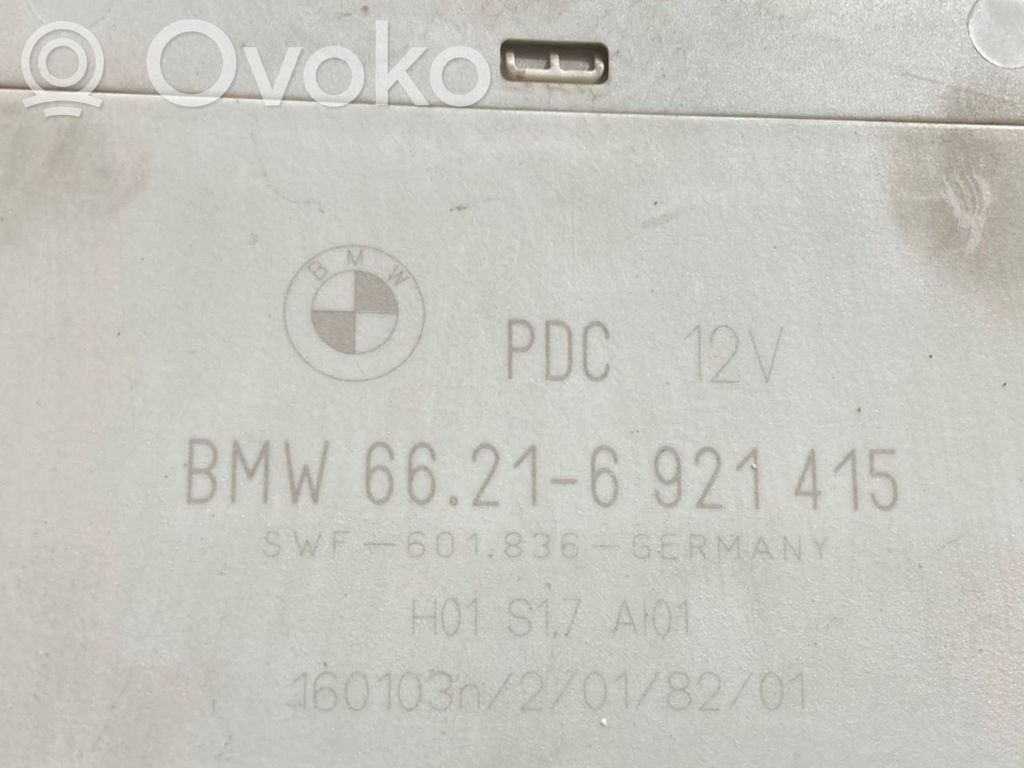 Ovoko
BMW
PDC 12V
BMW 66.21-6 921 415
SWF-601.836-GERMANY
H01 S1.7 A101
160103n/2/01/82/01